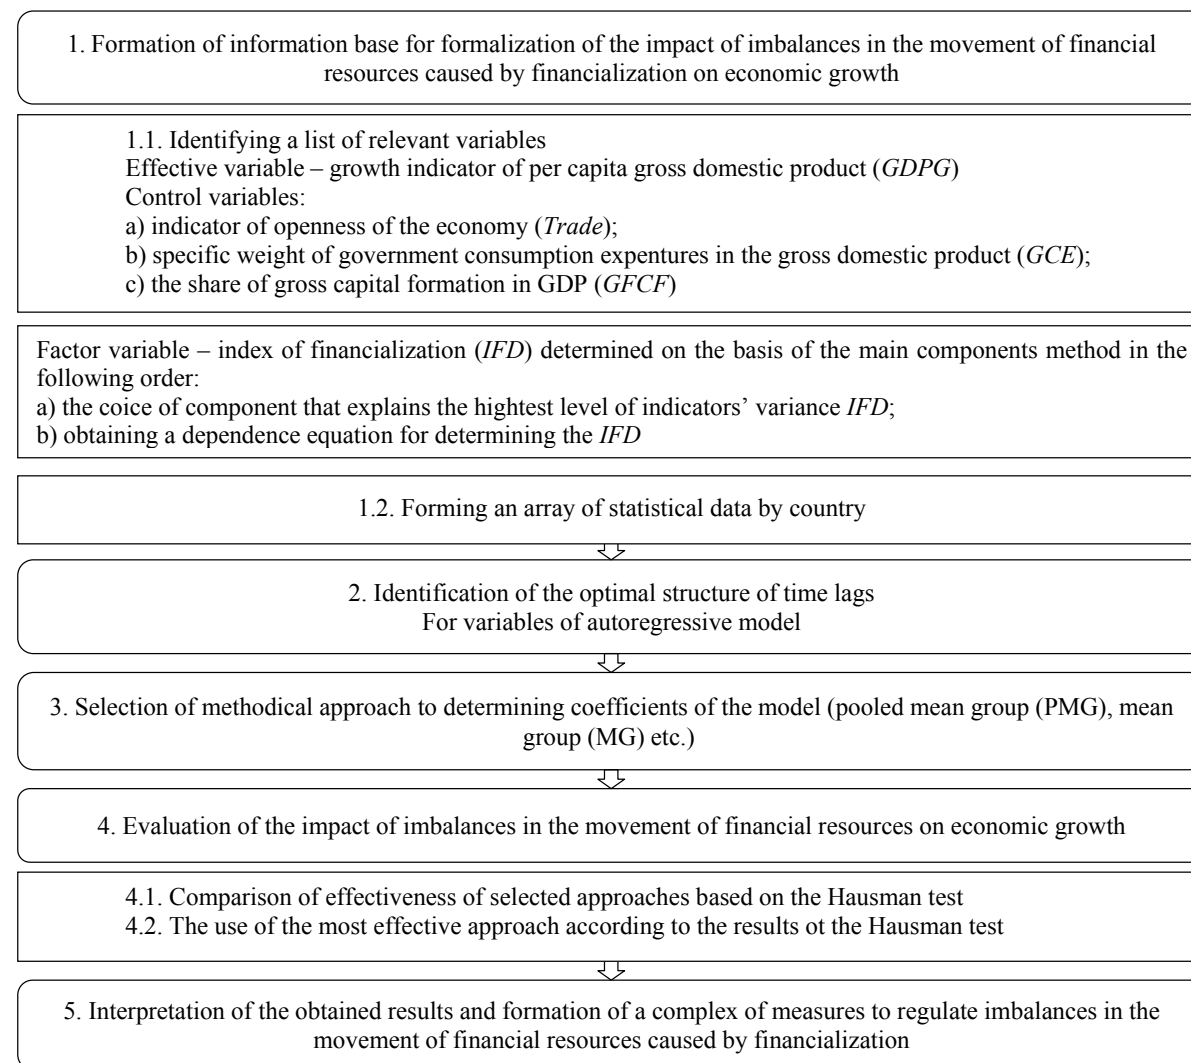 1. Formation of information base for formalization of the impact of imbalances in the movement of financial
resources caused by financialization on economic growth
1.1. Identifying a list of relevant variables
Effective variable – growth indicator of per capita gross domestic product (GDPG)
Control variables:
a) indicator of openness of the economy (Trade);
b) specific weight of government consumption expentures in the gross domestic product (GCE);
c) the share of gross capital formation in GDP (GFCF)
Factor variable – index of financialization (IFD) determined on the basis of the main components method in the
following order:
a) the coice of component that explains the highest level of indicators’ variance IFD;
b) obtaining a dependence equation for determining the IFD
1.2. Forming an array of statistical data by country
2. Identification of the optimal structure of time lags
For variables of autoregressive model
3. Selection of methodical approach to determining coefficients of the model (pooled mean group (PMG), mean
group (MG) etc.)
4. Evaluation of the impact of imbalances in the movement of financial resources on economic growth
4.1. Comparison of effectiveness of selected approaches based on the Hausman test
4.2. The use of the most effective approach according to the results ot the Hausman test
5. Interpretation of the obtained results and formation of a complex of measures to regulate imbalances in the
movement of financial resources caused by financialization